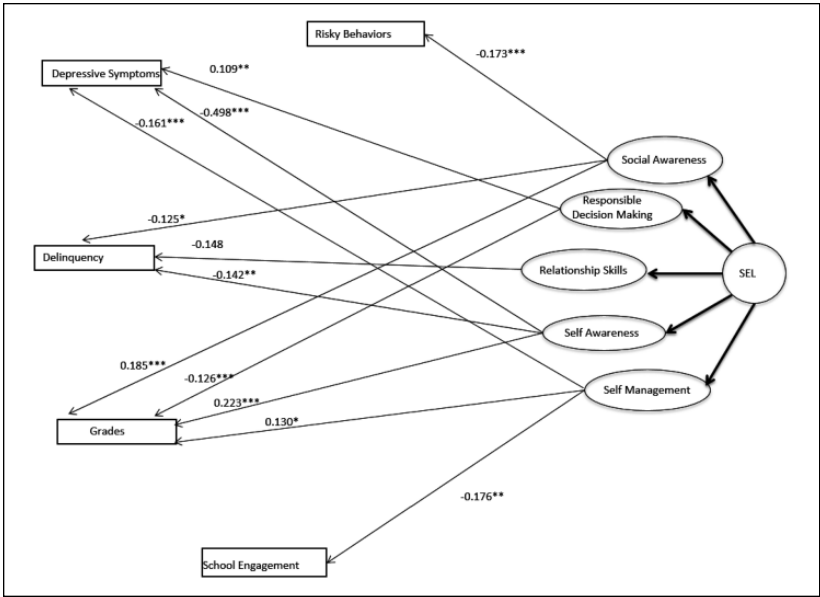 Risky Behaviors
-0.173***
Depressive Symptoms
0.109**
-0.498***
-0.161***
Social Awareness
Responsible
Decision Making
-0.125*
-0.148
Delinquency
Relationship Skills
SEL
-0.142**
Self Awareness
0.185***
-0.126***
Self Management
0.223***
0.130*
Grades
-0.176**
School Engagement